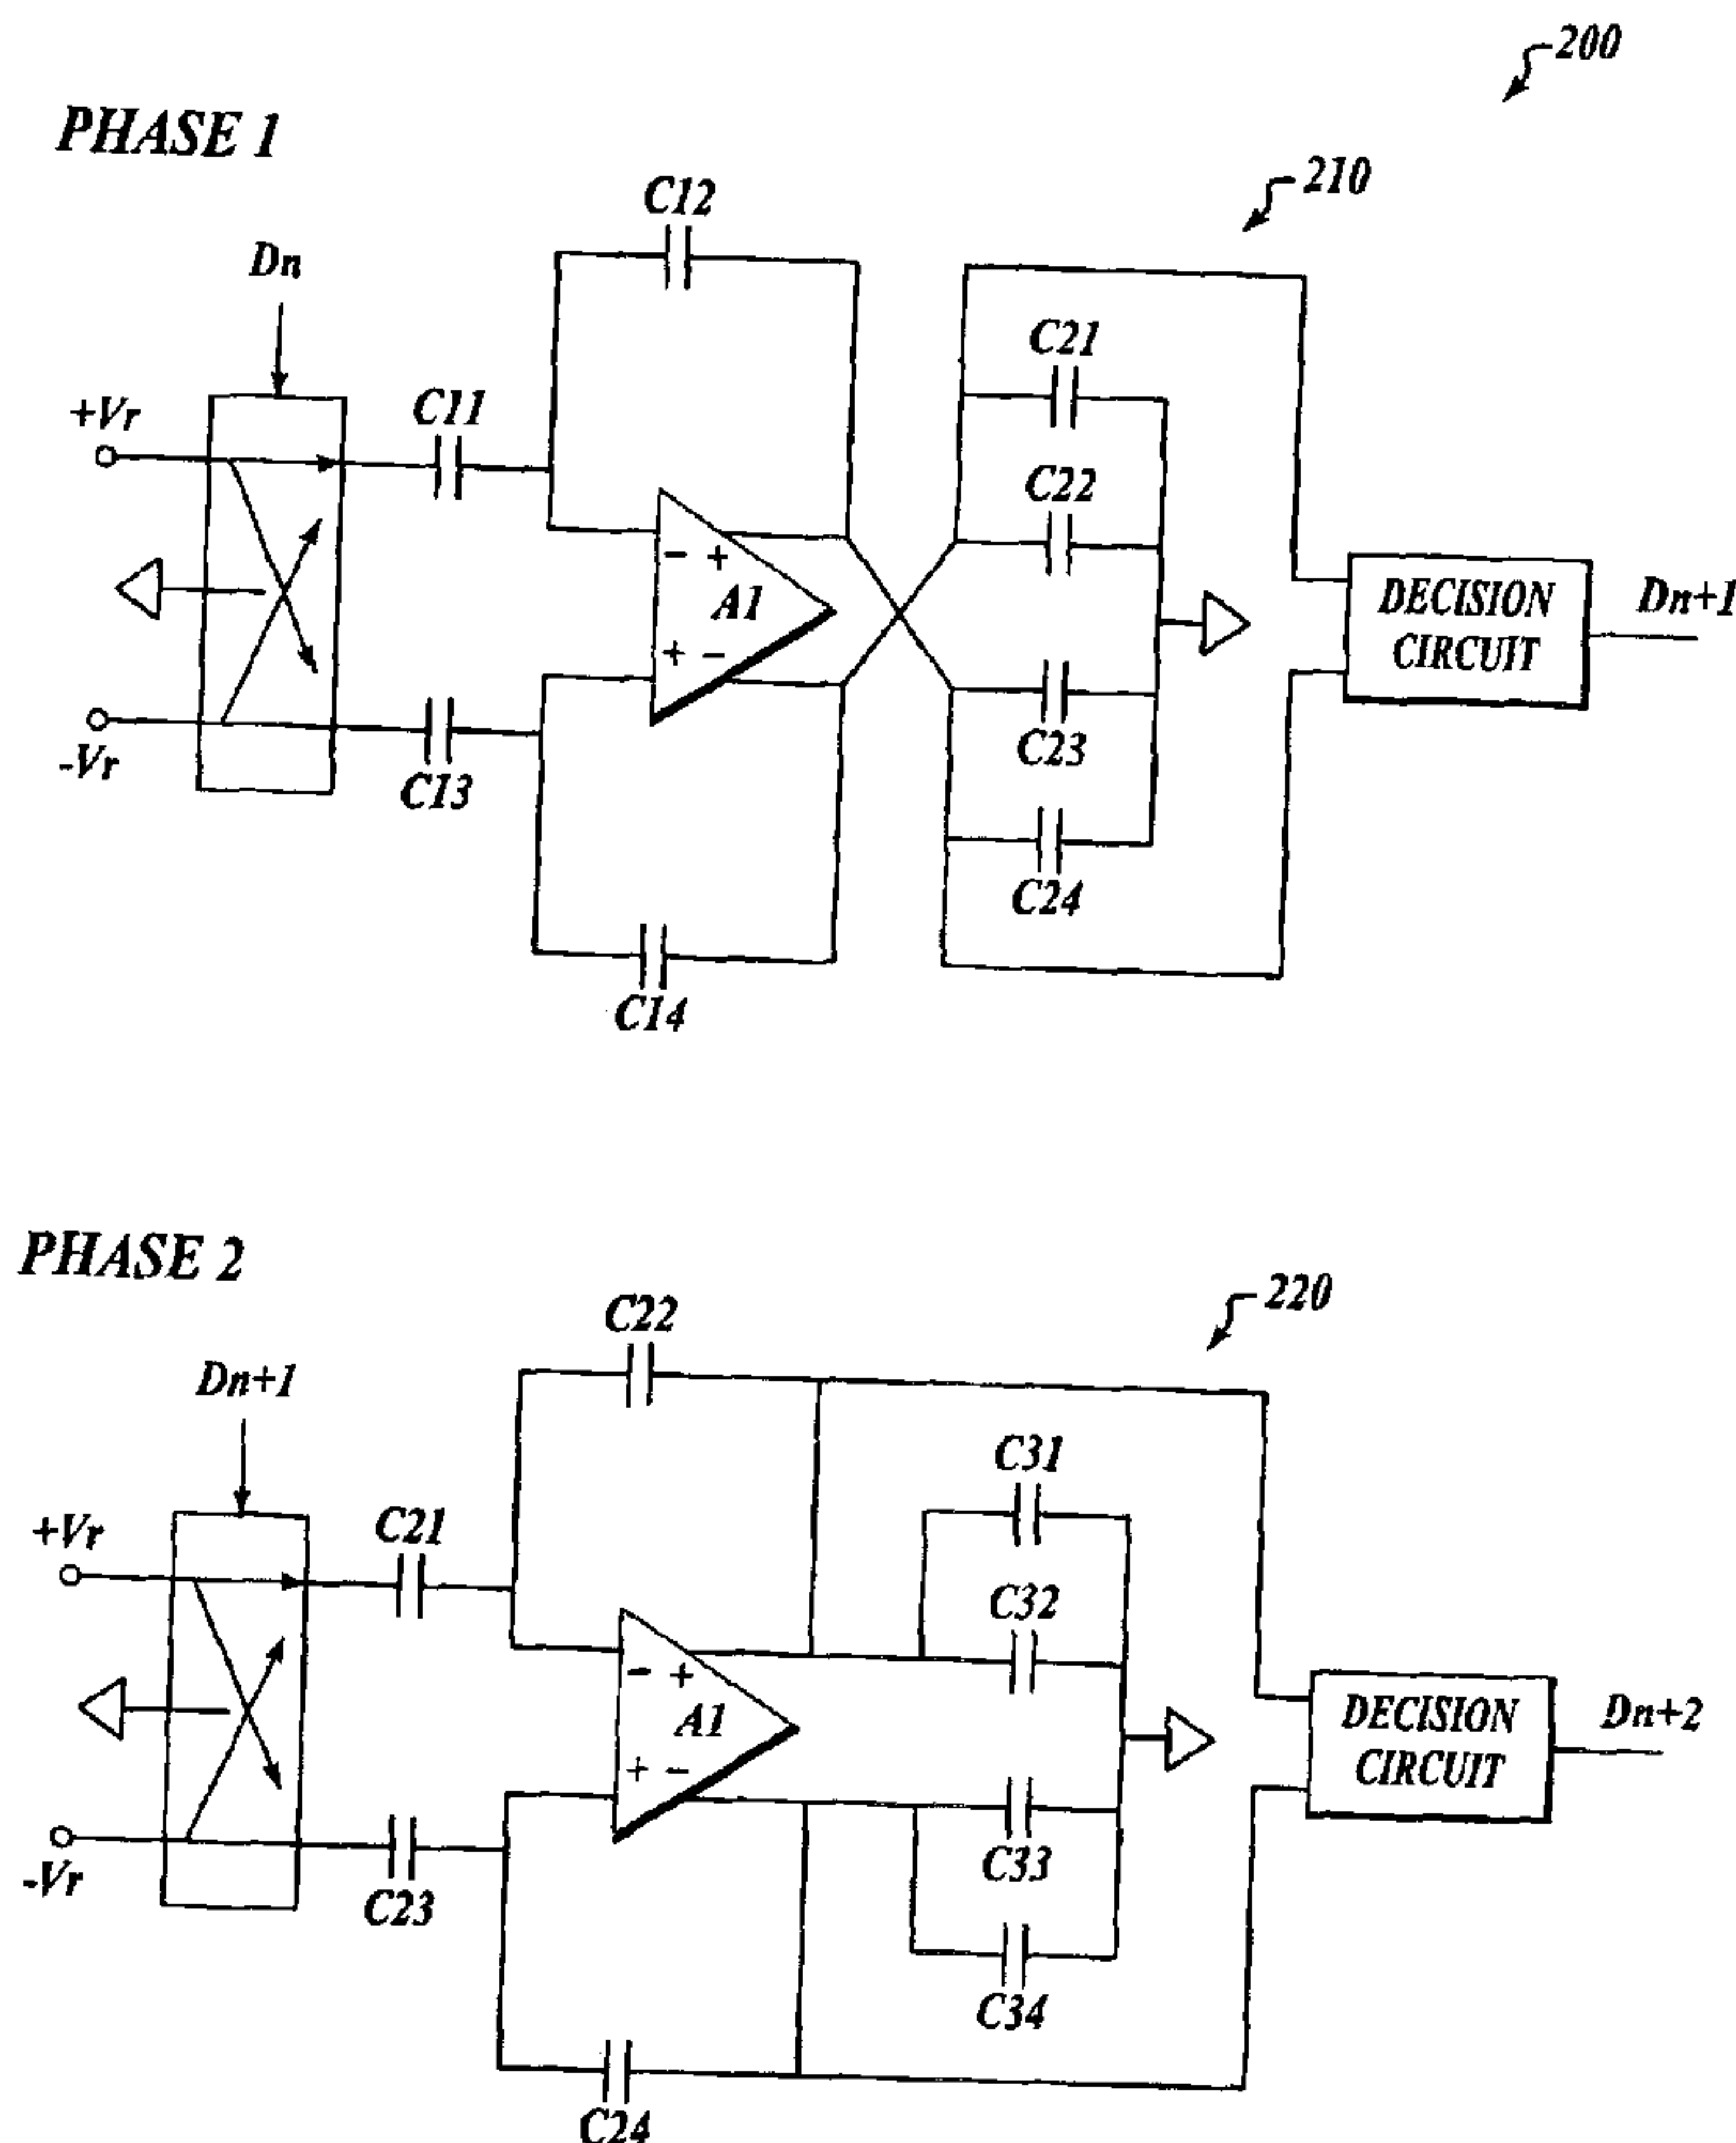 200
PHASE 1
210
C12
Dn
C21
+Vr
C11
C22
- +
A1
+ -
DECISION
CIRCUIT
Dn+1
-Vr
C13
C23
C24
C14
PHASE 2
220
C22
Dn+1
C31
+Vr
C21
C32
- +
A1
+ -
DECISION
CIRCUIT
Dn+2
-Vr
C23
C33
C34
C24